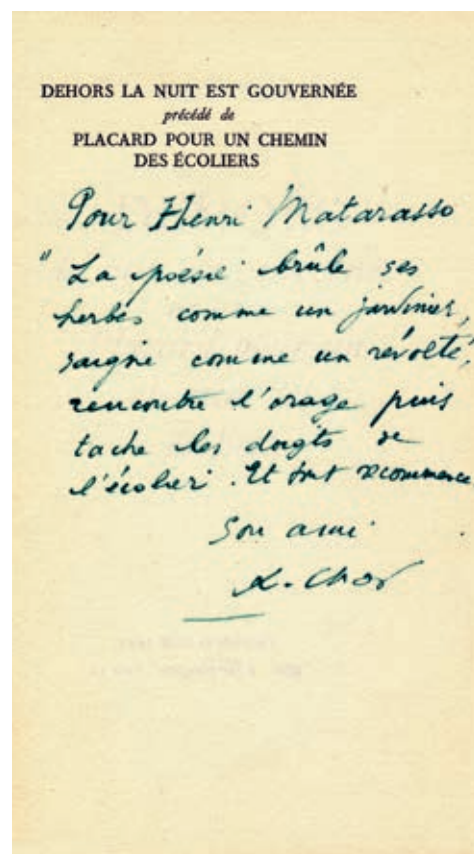 DEHORS LA NUIT EST GOUVERNÉE
précédé de
PLACARD POUR UN CHEMIN
DES ÉCOLIERS
Pour Henri Matarasso
" La poésie brûle ses
herbes comme un jardinier,
saigne comme un révolté,
rencontre l'orage puis
tache les doigts de
l'écolier. Et tout recommence
Son ami
R. Char